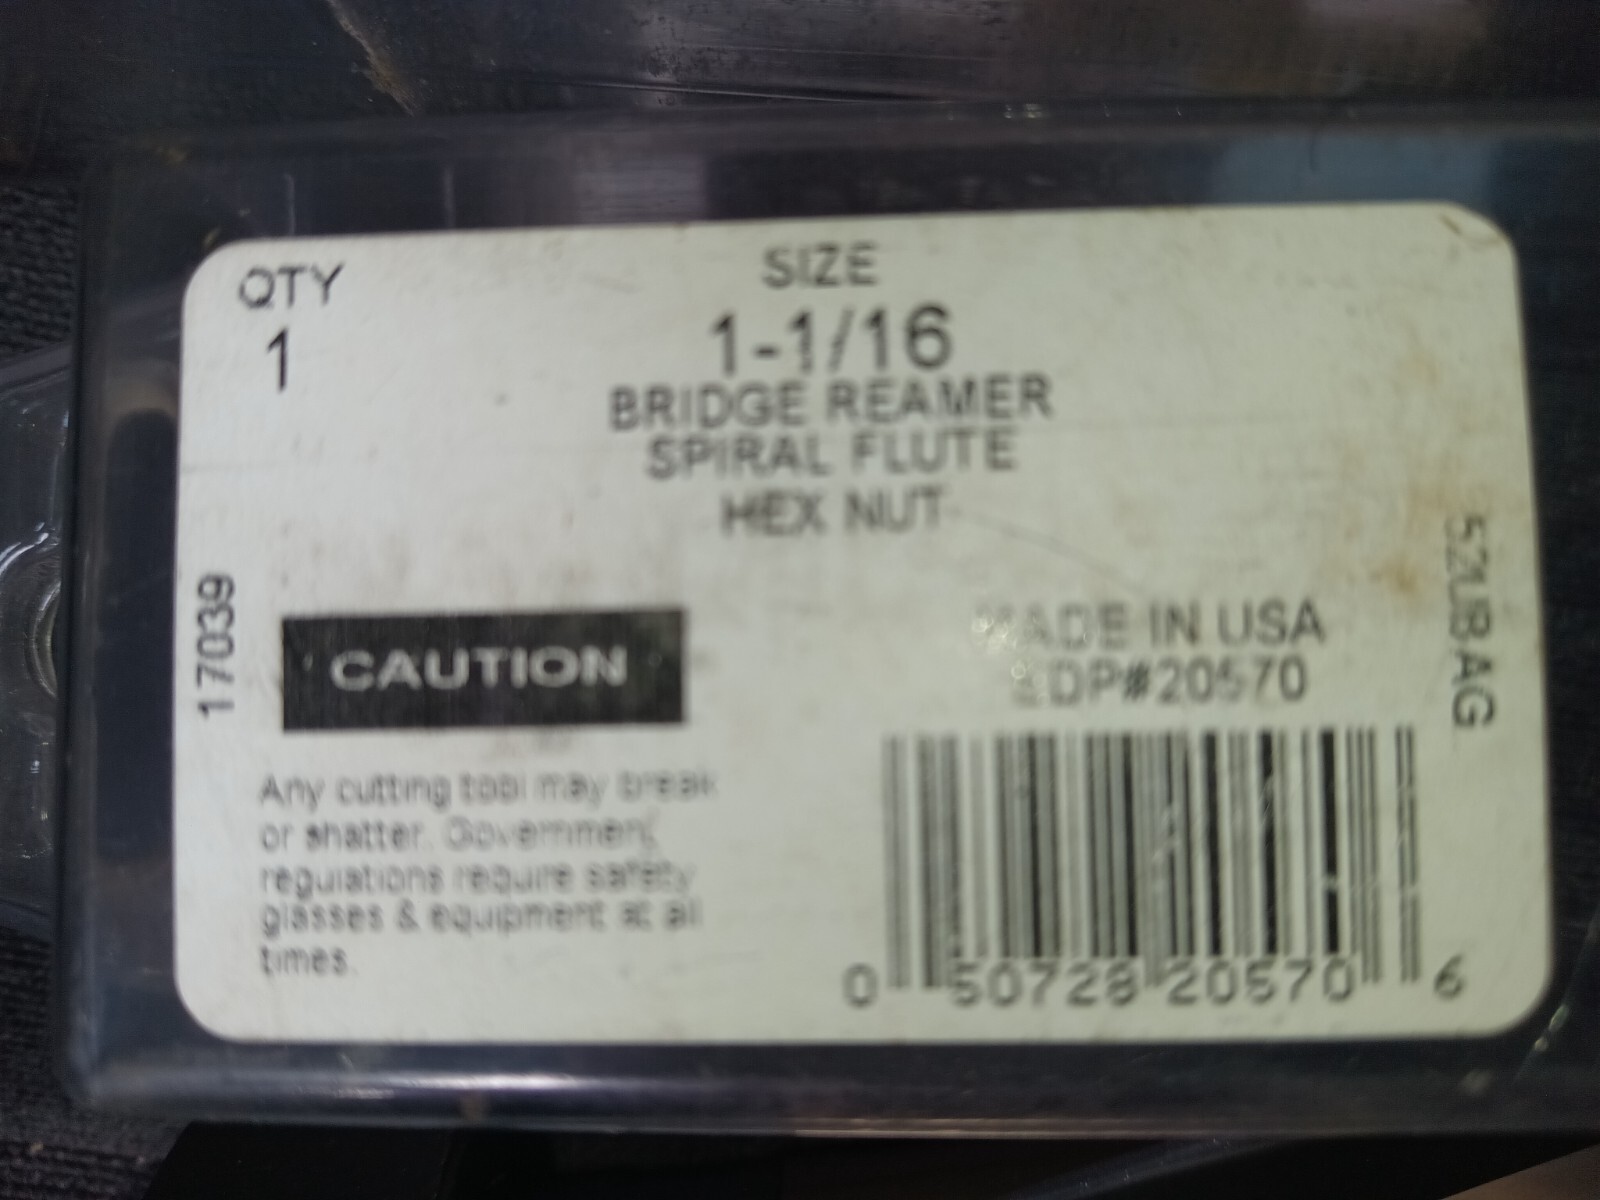 QTY
1
SIZE
1-1/16
BRIDGE REAMER
SPIRAL FLUTE
HEX NUT
17039
CAUTION
Any cutting tool may break
or shatter. Government
regulations require safety
glasses & equipment at all
times.
MADE IN USA
EDP#20570
0 50728 20570 6